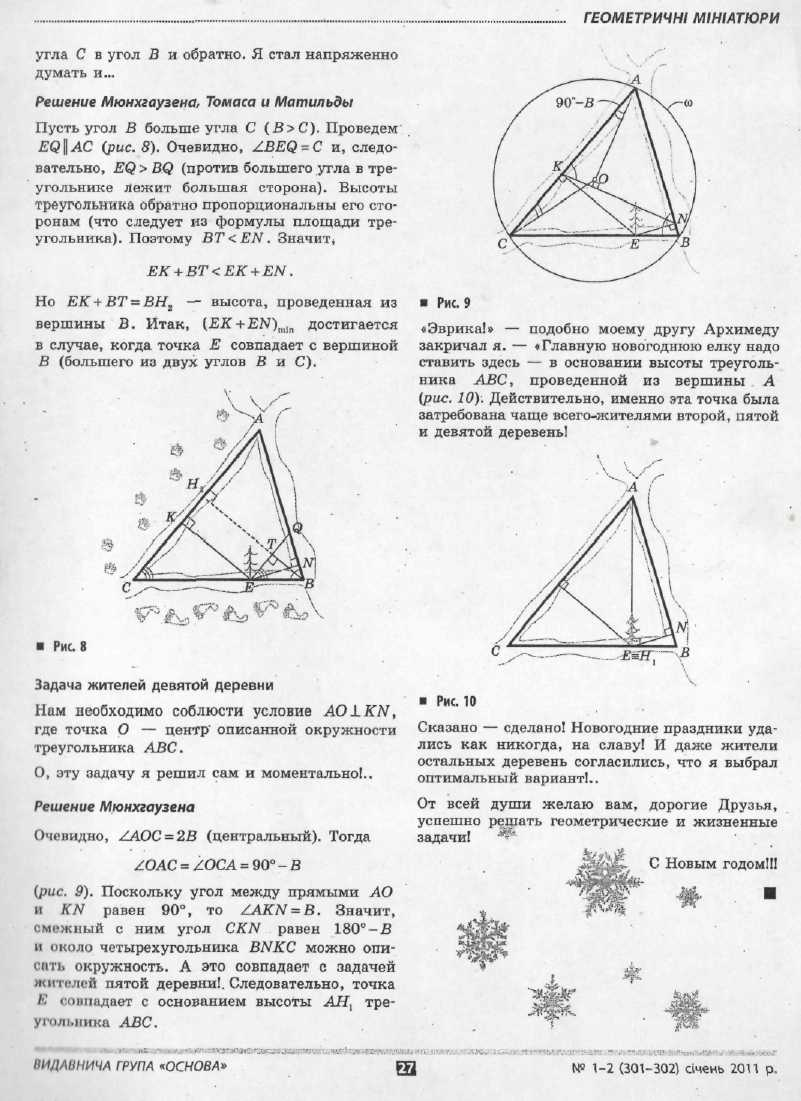 ГЕОМЕТРИЧНІ МІНІАТЮРИ
угла C в угол B и обратно. Я стал напряженно
думать и...
Решение Мюнхгаузена, Томаса и Матильды
Пусть угол B больше угла C (B > C). Проведем
EQ ∥ AC (рис. 8). Очевидно, ∠BEQ = C и, следо-
вательно, EQ > BQ (против большего угла в тре-
угольнике лежит большая сторона). Высоты
треугольника обратно пропорциональны его сто-
ронам (что следует из формулы площади тре-
угольника). Поэтому BT < EN. Значит,
EK + BT < EK + EN.
Но EK + BT = BH₂ — высота, проведенная из
вершины B. Итак, (EK + EN)min достигается
в случае, когда точка E совпадает с вершиной
B (большего из двух углов B и C).
A
H₂
K
T
Q
N
C
E
B
■ Рис. 8
Задача жителей девятой деревни
Нам необходимо соблюсти условие AO ⊥ KN,
где точка O — центр описанной окружности
треугольника ABC.
О, эту задачу я решил сам и моментально!..
Решение Мюнхгаузена
Очевидно, ∠AOC = 2B (центральный). Тогда
∠OAC = ∠OCA = 90° − B
(рис. 9). Поскольку угол между прямыми AO
и KN равен 90°, то ∠AKN = B. Значит,
смежный с ним угол CKN равен 180° − B
и около четырехугольника BNKC можно опи-
сать окружность. А это совпадает с задачей
жителей пятой деревни!. Следовательно, точка
E совпадает с основанием высоты AH₁ тре-
угольника ABC.
A
90°−B
ω
K
O
N
C
E
B
■ Рис. 9
«Эврика!» — подобно моему другу Архимеду
закричал я. — «Главную новогоднюю елку надо
ставить здесь — в основании высоты треуголь-
ника ABC, проведенной из вершины A
(рис. 10). Действительно, именно эта точка была
затребована чаще всего-жителями второй, пятой
и девятой деревень!
A
N
C
E≡H₁
B
■ Рис. 10
Сказано — сделано! Новогодние праздники уда-
лись как никогда, на славу! И даже жители
остальных деревень согласились, что я выбрал
оптимальный вариант!..
От всей души желаю вам, дорогие Друзья,
успешно решать геометрические и жизненные
задачи!
С Новым годом!!!
■
ВИДАВНИЧА ГРУПА «ОСНОВА»
27
№ 1–2 (301–302) січень 2011 р.